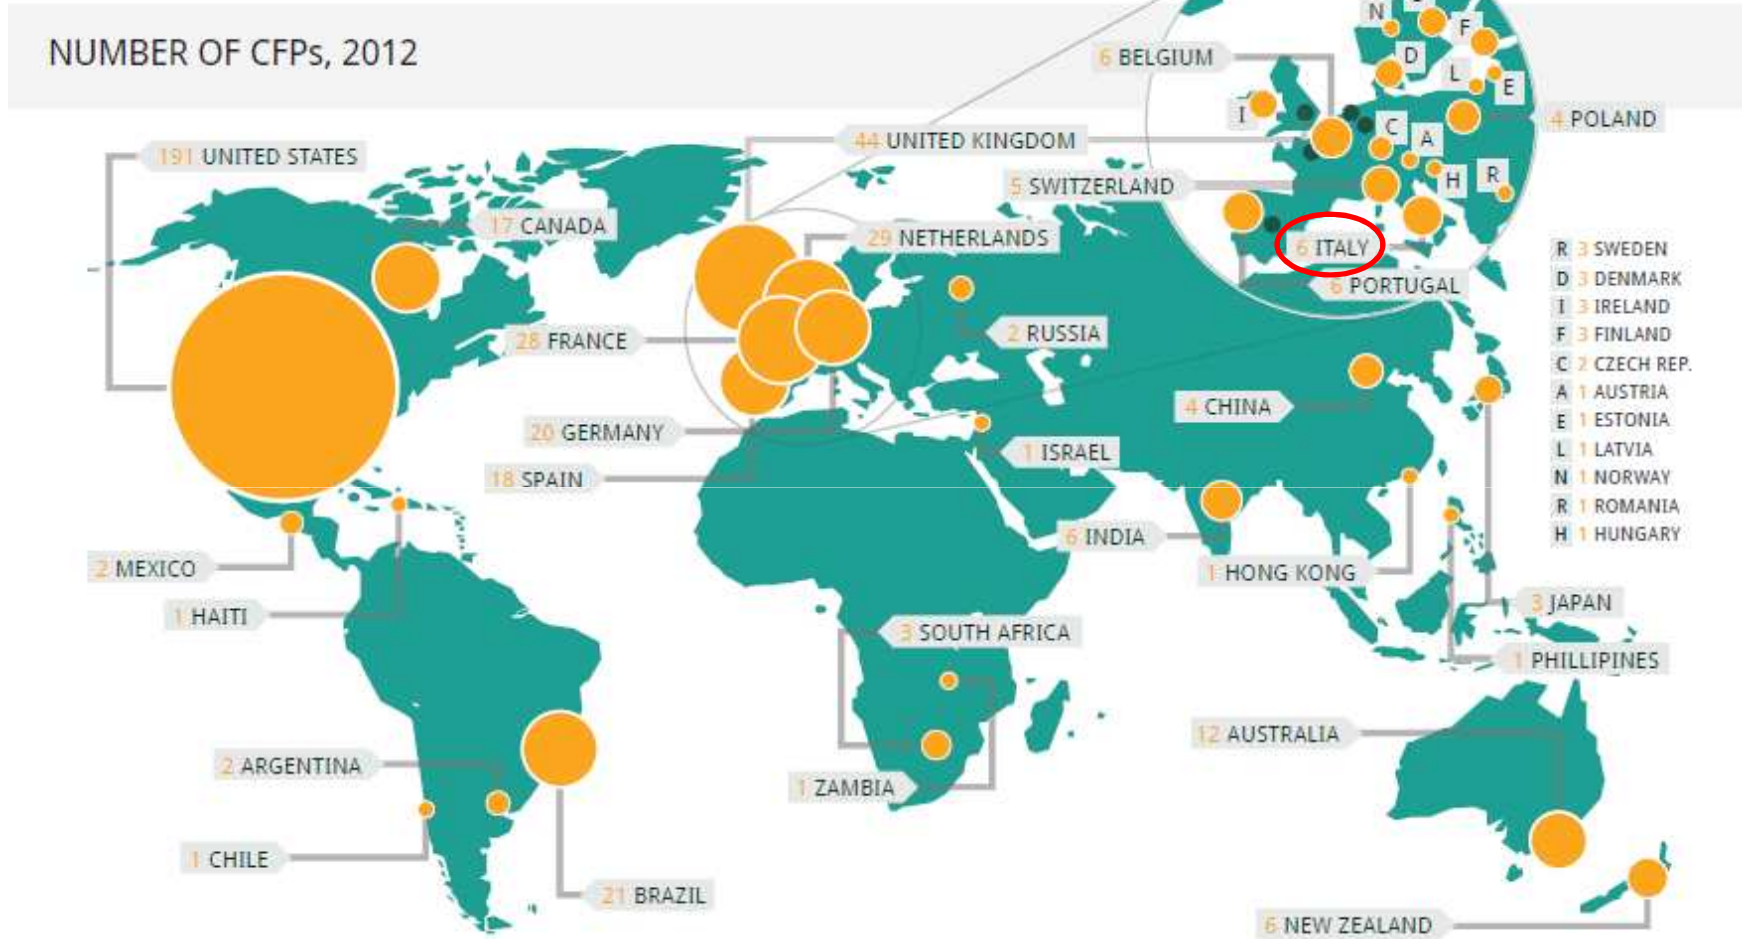 NUMBER OF CFPs, 2012
191 UNITED STATES
17 CANADA
44 UNITED KINGDOM
29 NETHERLANDS
28 FRANCE
20 GERMANY
18 SPAIN
2 MEXICO
1 HAITI
2 ARGENTINA
1 CHILE
21 BRAZIL
2 RUSSIA
1 ISRAEL
3 SOUTH AFRICA
1 ZAMBIA
4 CHINA
6 INDIA
1 HONG KONG
3 JAPAN
1 PHILLIPINES
12 AUSTRALIA
6 NEW ZEALAND
6 BELGIUM
5 SWITZERLAND
6 ITALY
6 PORTUGAL
4 POLAND
N
F
D
L
E
I
C
A
H
R
R 3 SWEDEN
D 3 DENMARK
I 3 IRELAND
F 3 FINLAND
C 2 CZECH REP.
A 1 AUSTRIA
E 1 ESTONIA
L 1 LATVIA
N 1 NORWAY
R 1 ROMANIA
H 1 HUNGARY